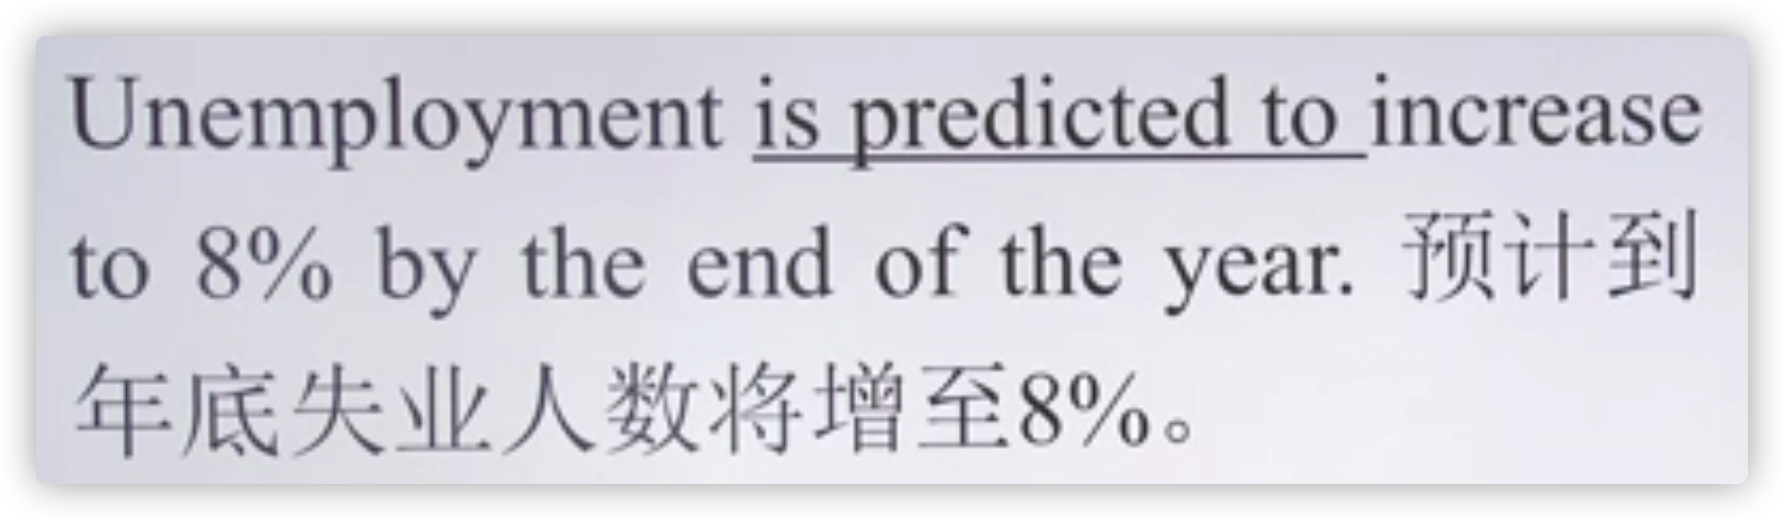 Unemployment is predicted to increase
to 8% by the end of the year. 预计到
年底失业人数将增至8%。